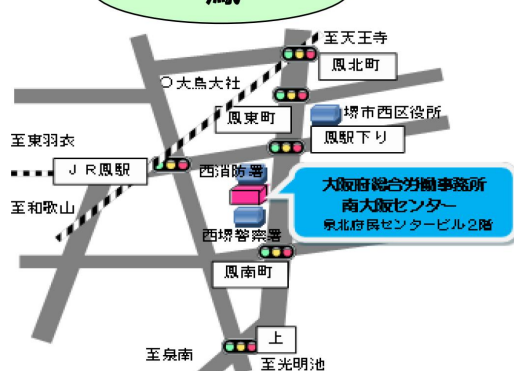 鳳
至天王寺
鳳北町
○大鳥大社
鳳東町
堺市西区役所
鳳駅下り
至東羽衣
JR鳳駅
西消防署
大阪府総合労働事務所
南大阪センター
泉北府民センタービル2階
至和歌山
西堺警察署
鳳南町
上
至泉南
至光明池